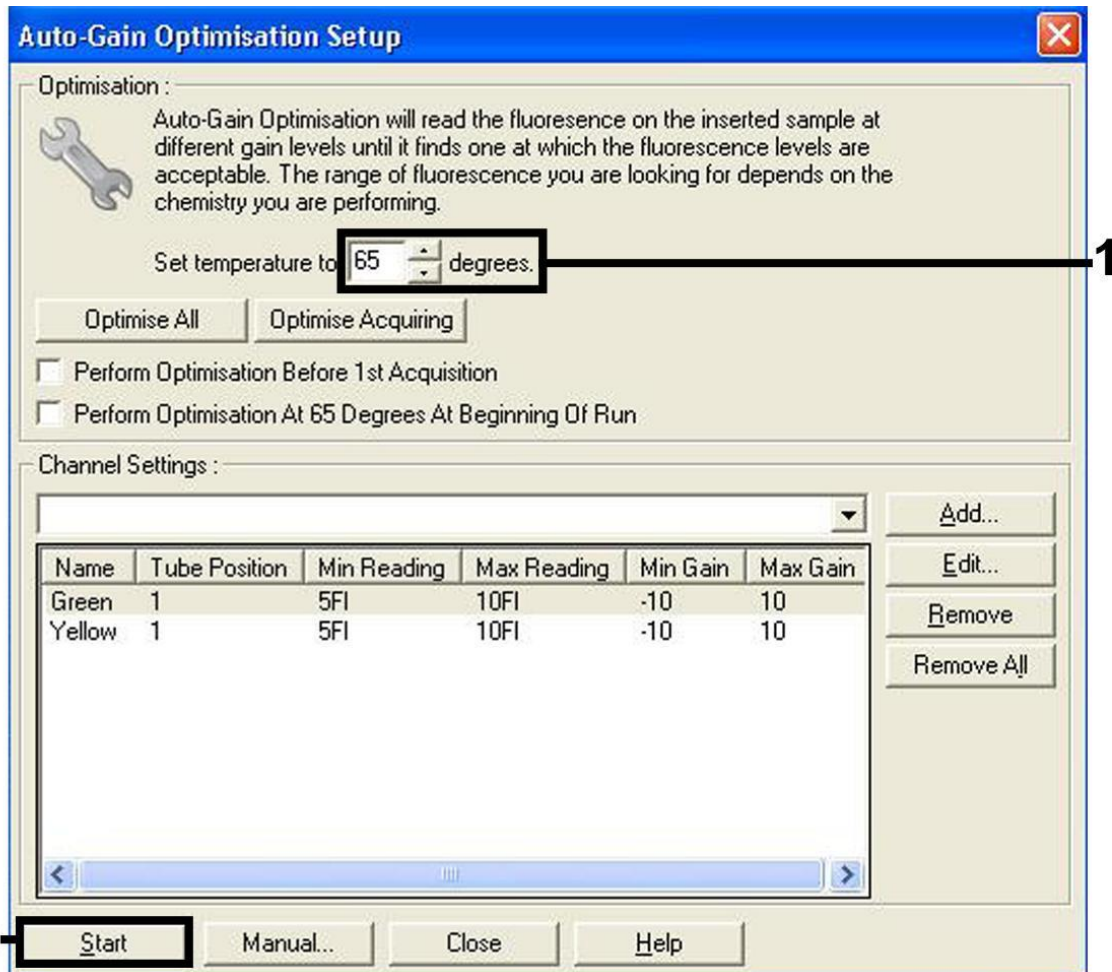 Auto-Gain Optimisation Setup
Optimisation :
Auto-Gain Optimisation will read the fluoresence on the inserted sample at
different gain levels until it finds one at which the fluorescence levels are
acceptable. The range of fluorescence you are looking for depends on the
chemistry you are performing.
Set temperature to 65 degrees.
1
Optimise All Optimise Acquiring
Perform Optimisation Before 1st Acquisition
Perform Optimisation At 65 Degrees At Beginning Of Run
Channel Settings :
Add...
Name Tube Position Min Reading Max Reading Min Gain Max Gain Edit...
Green 1 5Fl 10Fl -10 10
Remove
Yellow 1 5Fl 10Fl -10 10
Remove All
Start Manual... Close Help